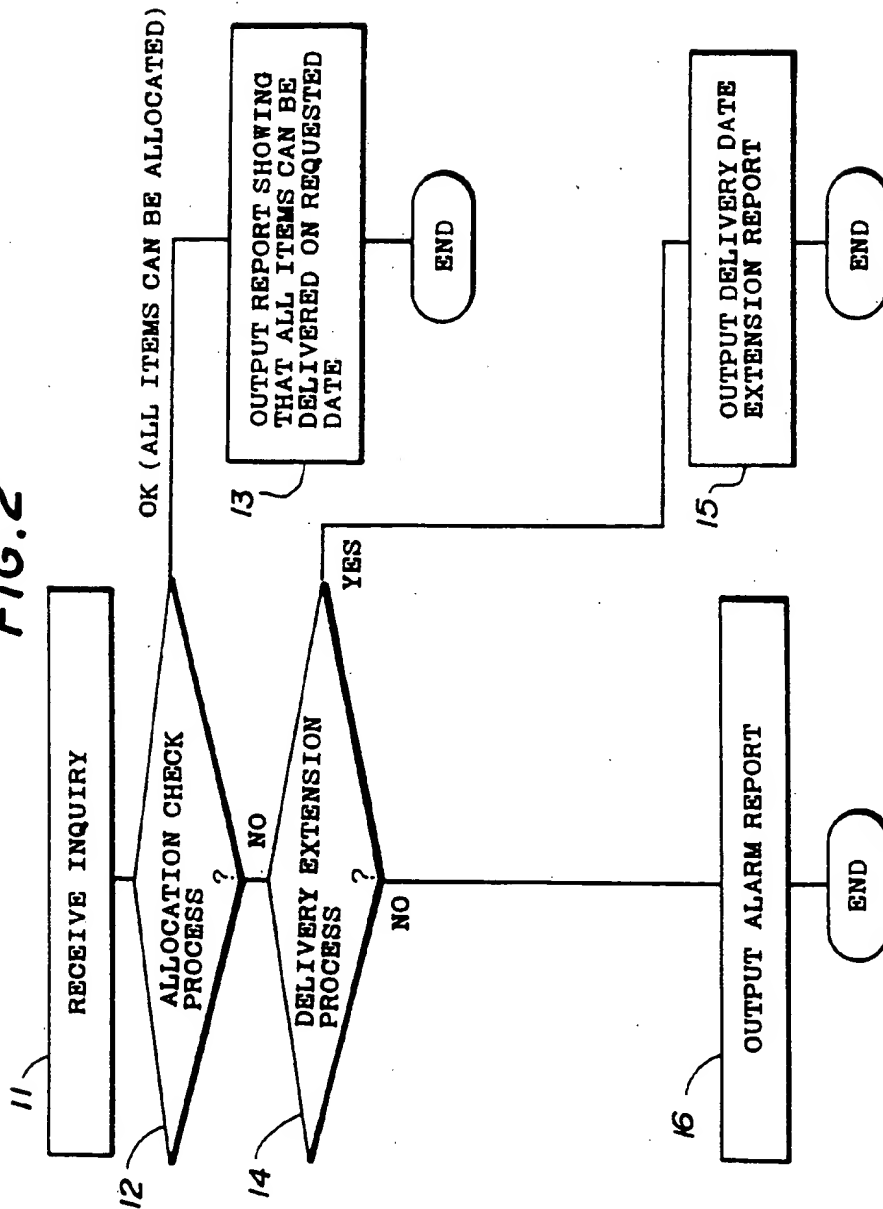 FIG.2
11
RECEIVE INQUIRY
12
ALLOCATION CHECK
PROCESS
?
OK (ALL ITEMS CAN BE ALLOCATED)
NO
13
OUTPUT REPORT SHOWING
THAT ALL ITEMS CAN BE
DELIVERED ON REQUESTED
DATE
END
14
DELIVERY EXTENSION
PROCESS
?
YES
NO
15
OUTPUT DELIVERY DATE
EXTENSION REPORT
END
16
OUTPUT ALARM REPORT
END